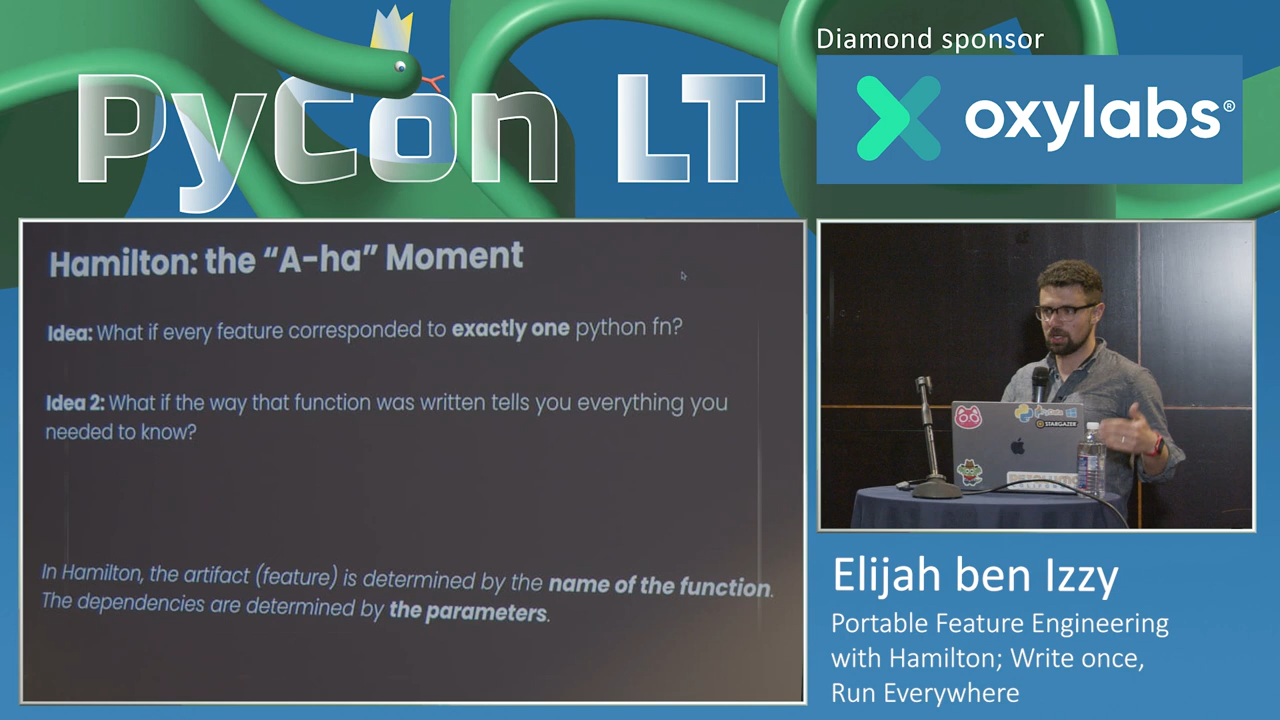 PyCon LT
Diamond sponsor
oxylabs®
Hamilton: the “A-ha” Moment
Idea: What if every feature corresponded to exactly one python fn?
Idea 2: What if the way that function was written tells you everything you
needed to know?
In Hamilton, the artifact (feature) is determined by the name of the function.
The dependencies are determined by the parameters.
STARGAZER
Elijah ben Izzy
Portable Feature Engineering
with Hamilton; Write once,
Run Everywhere